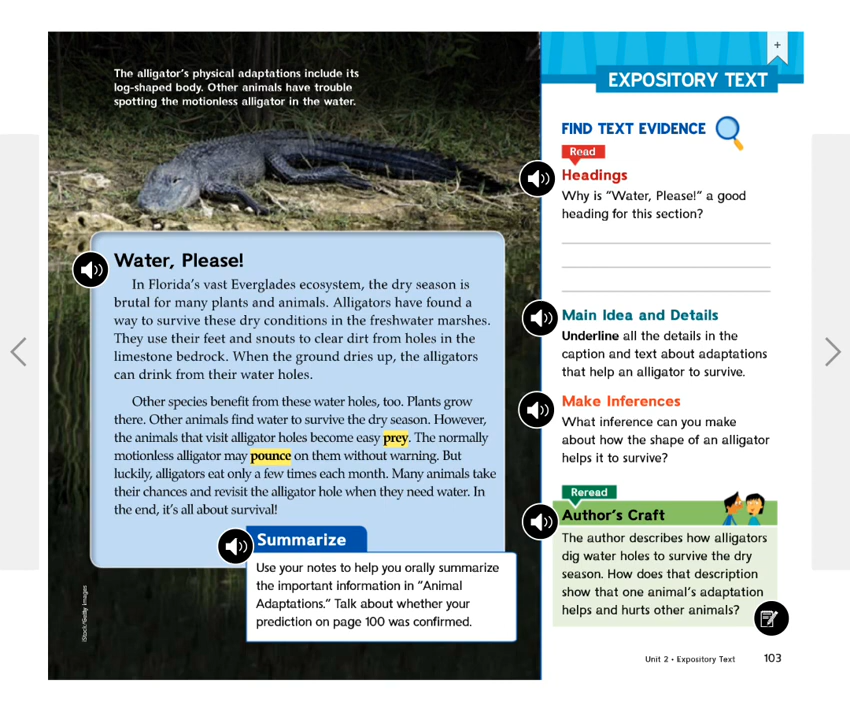 The alligator's physical adaptations include its
log-shaped body. Other animals have trouble
spotting the motionless alligator in the water.
Water, Please!
In Florida's vast Everglades ecosystem, the dry season is
brutal for many plants and animals. Alligators have found a
way to survive these dry conditions in the freshwater marshes.
They use their feet and snouts to clear dirt from holes in the
limestone bedrock. When the ground dries up, the alligators
can drink from their water holes.
Other species benefit from these water holes, too. Plants grow
there. Other animals find water to survive the dry season. However,
the animals that visit alligator holes become easy prey. The normally
motionless alligator may pounce on them without warning. But
luckily, alligators eat only a few times each month. Many animals take
their chances and revisit the alligator hole when they need water. In
the end, it's all about survival!
Summarize
Use your notes to help you orally summarize
the important information in "Animal
Adaptations." Talk about whether your
prediction on page 100 was confirmed.
iStock/Getty Images
+
EXPOSITORY TEXT
FIND TEXT EVIDENCE
Read
Headings
Why is "Water, Please!" a good
heading for this section?
Main Idea and Details
Underline all the details in the
caption and text about adaptations
that help an alligator to survive.
Make Inferences
What inference can you make
about how the shape of an alligator
helps it to survive?
Reread
Author's Craft
The author describes how alligators
dig water holes to survive the dry
season. How does that description
show that one animal's adaptation
helps and hurts other animals?
Unit 2 • Expository Text 103